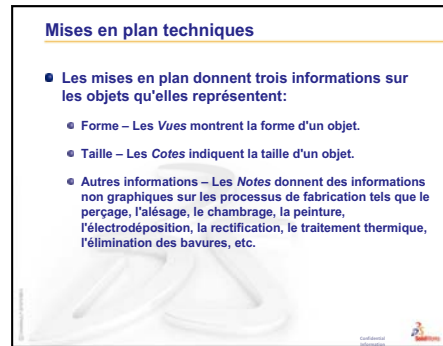 Mises en plan techniques
Les mises en plan donnent trois informations sur
les objets qu'elles représentent:
Forme – Les Vues montrent la forme d'un objet.
Taille – Les Cotes indiquent la taille d'un objet.
Autres informations – Les Notes donnent des informations
non graphiques sur les processus de fabrication tels que le
perçage, l'alésage, le chambrage, la peinture,
l'électrodéposition, la rectification, le traitement thermique,
l'élimination des bavures, etc.
Confidential
Information
SolidWorks